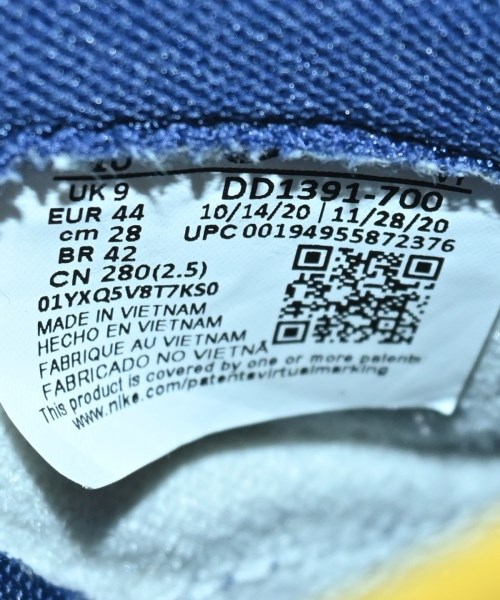 UK 9
EUR 44
cm 28
BR 42
CN 280(2.5)
01YXQ5V8T7KS0
MADE IN VIETNAM
HECHO EN VIETNAM
FABRIQUE AU VIETNAM
FABRICADO NO VIETNA
This product is covered by one or more patents
www.nike.com/patentsvirtualmarking
DD1391-700
10/14/20 | 11/28/20
UPC 00194955872376